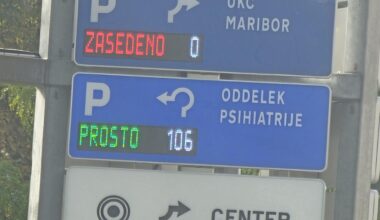 P UKC
MARIBOR
ZASEDENO 0
P ODDELEK
PSIHIATRIJE
PROSTO 106
CENTER